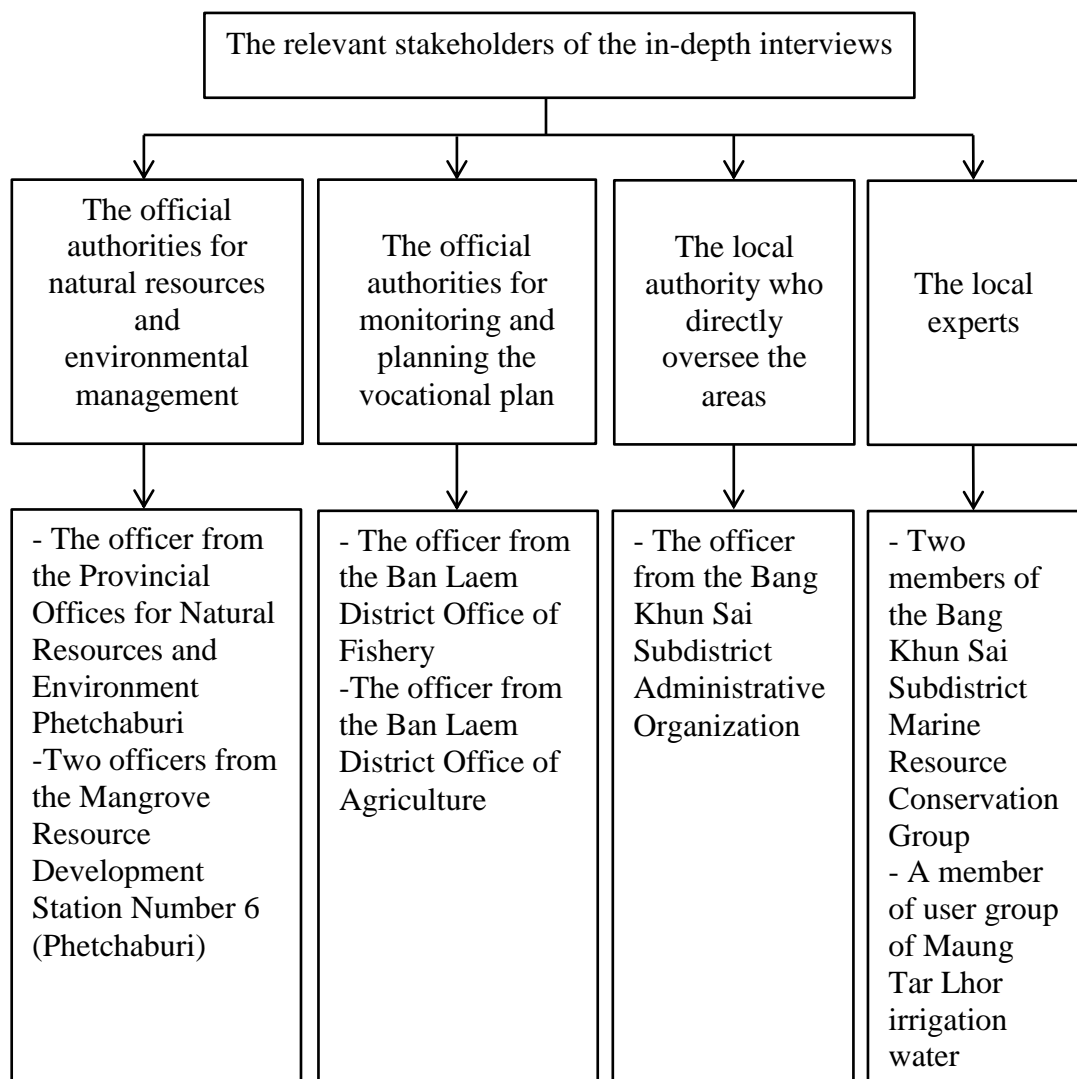 The relevant stakeholders of the in-depth interviews
The official
authorities for
natural resources
and
environmental
management
The official
authorities for
monitoring and
planning the
vocational plan
The local
authority who
directly
oversee the
areas
The local
experts
- The officer from
the Provincial
Offices for Natural
Resources and
Environment
Phetchaburi
-Two officers from
the Mangrove
Resource
Development
Station Number 6
(Phetchaburi)
- The officer from
the Ban Laem
District Office of
Fishery
-The officer from
the Ban Laem
District Office of
Agriculture
- The officer
from the Bang
Khun Sai
Subdistrict
Administrative
Organization
- Two
members of
the Bang
Khun Sai
Subdistrict
Marine
Resource
Conservation
Group
- A member
of user group
of Maung
Tar Lhor
irrigation
water